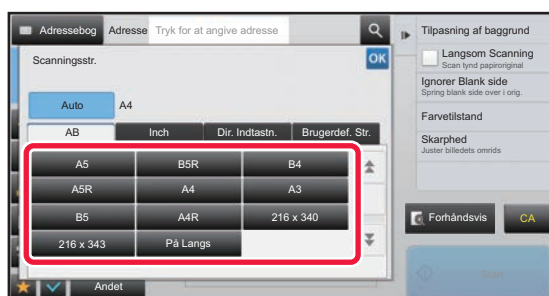 Adressebog Adresse Tryk for at angive adresse
Scanningsstr. OK
Auto A4
AB Inch Dir. Indtastn. Brugerdef. Str.
A5 B5R B4
A5R A4 A3
B5 A4R 216 x 340
216 x 343 På Langs
Andet
Tilpasning af baggrund
Langsom Scanning
Scan tynd papiroriginal
Ignorer Blank side
Spring blank side over i orig.
Farvetilstand
Skarphed
Juster billedets omrids
Forhåndsvis CA